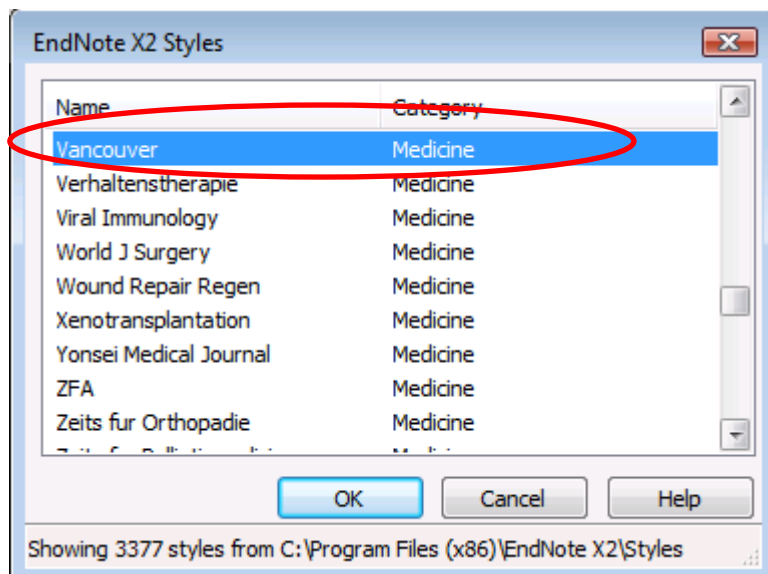 EndNote X2 Styles
Name Category
Vancouver Medicine
Verhaltenstherapie Medicine
Viral Immunology Medicine
World J Surgery Medicine
Wound Repair Regen Medicine
Xenotransplantation Medicine
Yonsei Medical Journal Medicine
ZFA Medicine
Zeits fur Orthopadie Medicine
OK Cancel Help
Showing 3377 styles from C:\Program Files (x86)\EndNote X2\Styles